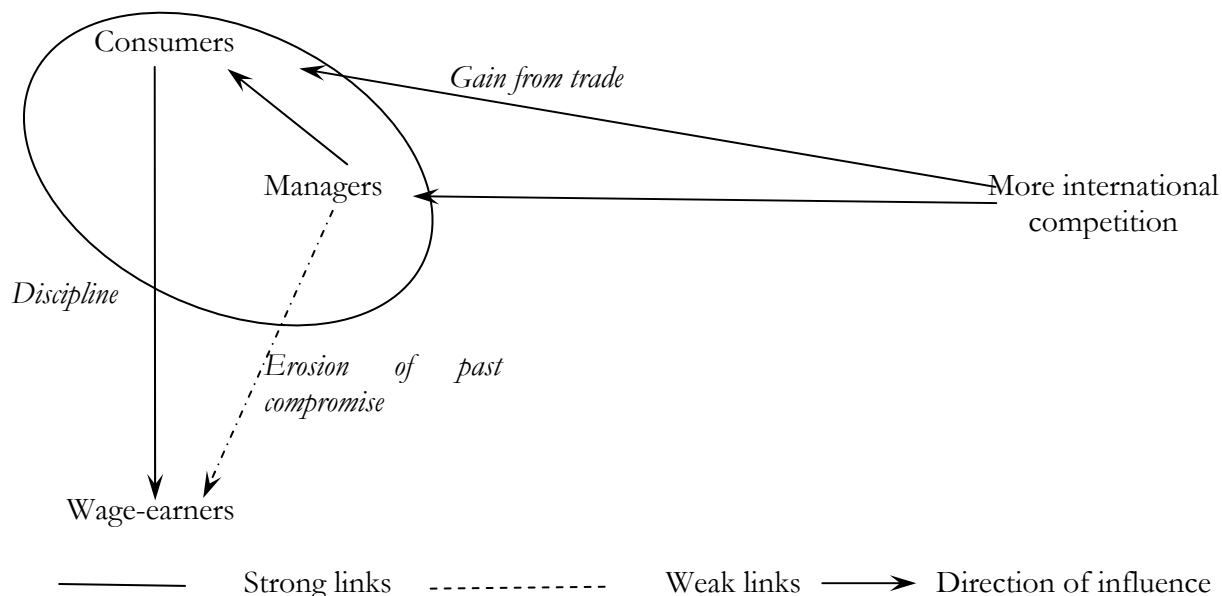 Consumers
Gain from trade
Managers
More international
competition
Discipline
Erosion of past
compromise
Wage-earners
Strong links
Weak links
Direction of influence